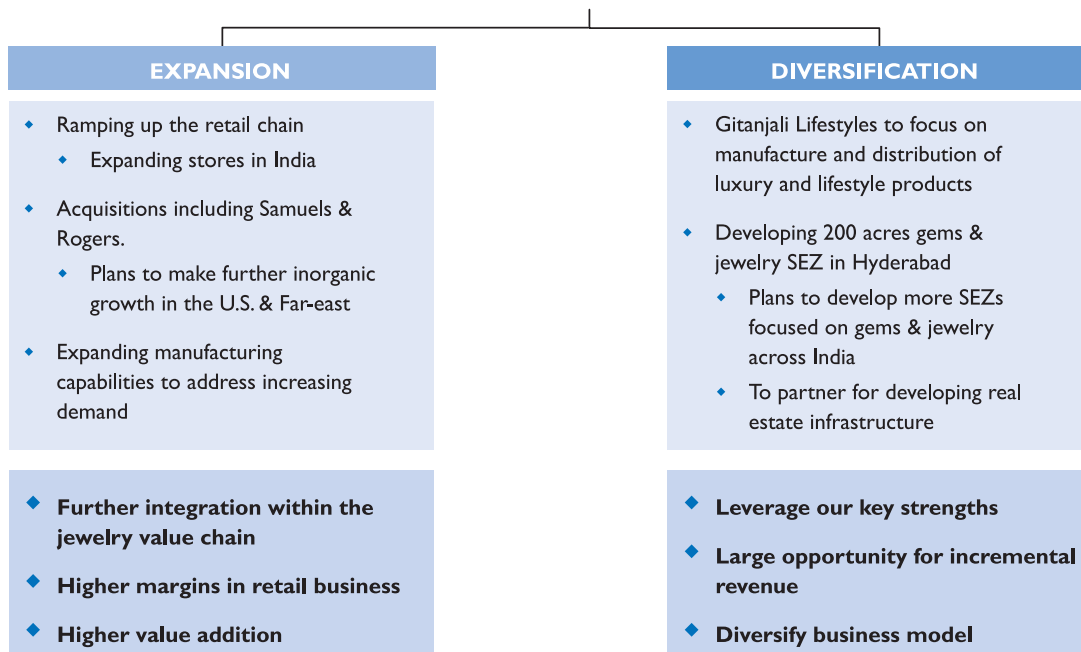 EXPANSION
Ramping up the retail chain
Expanding stores in India
Acquisitions including Samuels &
Rogers.
Plans to make further inorganic
growth in the U.S. & Far-east
Expanding manufacturing
capabilities to address increasing
demand
Further integration within the
jewelry value chain
Higher margins in retail business
Higher value addition
DIVERSIFICATION
Gitanjali Lifestyles to focus on
manufacture and distribution of
luxury and lifestyle products
Developing 200 acres gems &
jewelry SEZ in Hyderabad
Plans to develop more SEZs
focused on gems & jewelry
across India
To partner for developing real
estate infrastructure
Leverage our key strengths
Large opportunity for incremental
revenue
Diversify business model